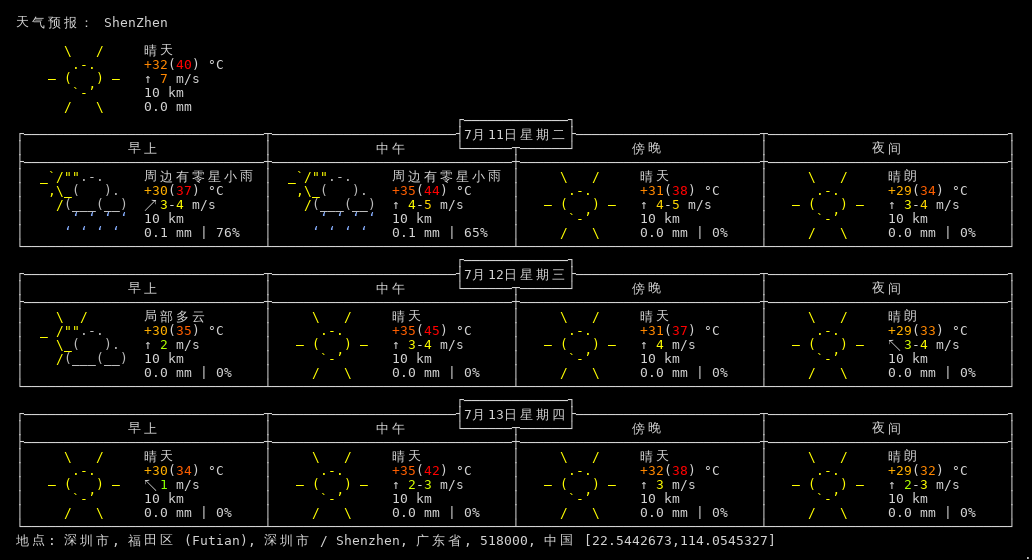 天气预报: ShenZhen
晴天
+32(40) °C
↑ 7 m/s
10 km
0.0 mm
7月11日星期二
早上 中午 傍晚 夜间
周边有零星小雨 周边有零星小雨 晴天 晴朗
+30(37) °C +35(44) °C +31(38) °C +29(34) °C
↗ 3-4 m/s ↑ 4-5 m/s ↑ 4-5 m/s ↑ 3-4 m/s
10 km 10 km 10 km 10 km
0.1 mm | 76% 0.1 mm | 65% 0.0 mm | 0% 0.0 mm | 0%
7月12日星期三
早上 中午 傍晚 夜间
局部多云 晴天 晴天 晴朗
+30(35) °C +35(45) °C +31(37) °C +29(33) °C
↑ 2 m/s ↑ 3-4 m/s ↑ 4 m/s ↖ 3-4 m/s
10 km 10 km 10 km 10 km
0.0 mm | 0% 0.0 mm | 0% 0.0 mm | 0% 0.0 mm | 0%
7月13日星期四
早上 中午 傍晚 夜间
晴天 晴天 晴天 晴朗
+30(34) °C +35(42) °C +32(38) °C +29(32) °C
↖ 1 m/s ↑ 2-3 m/s ↑ 3 m/s ↑ 2-3 m/s
10 km 10 km 10 km 10 km
0.0 mm | 0% 0.0 mm | 0% 0.0 mm | 0% 0.0 mm | 0%
地点: 深圳市, 福田区 (Futian), 深圳市 / Shenzhen, 广东省, 518000, 中国 [22.5442673,114.0545327]